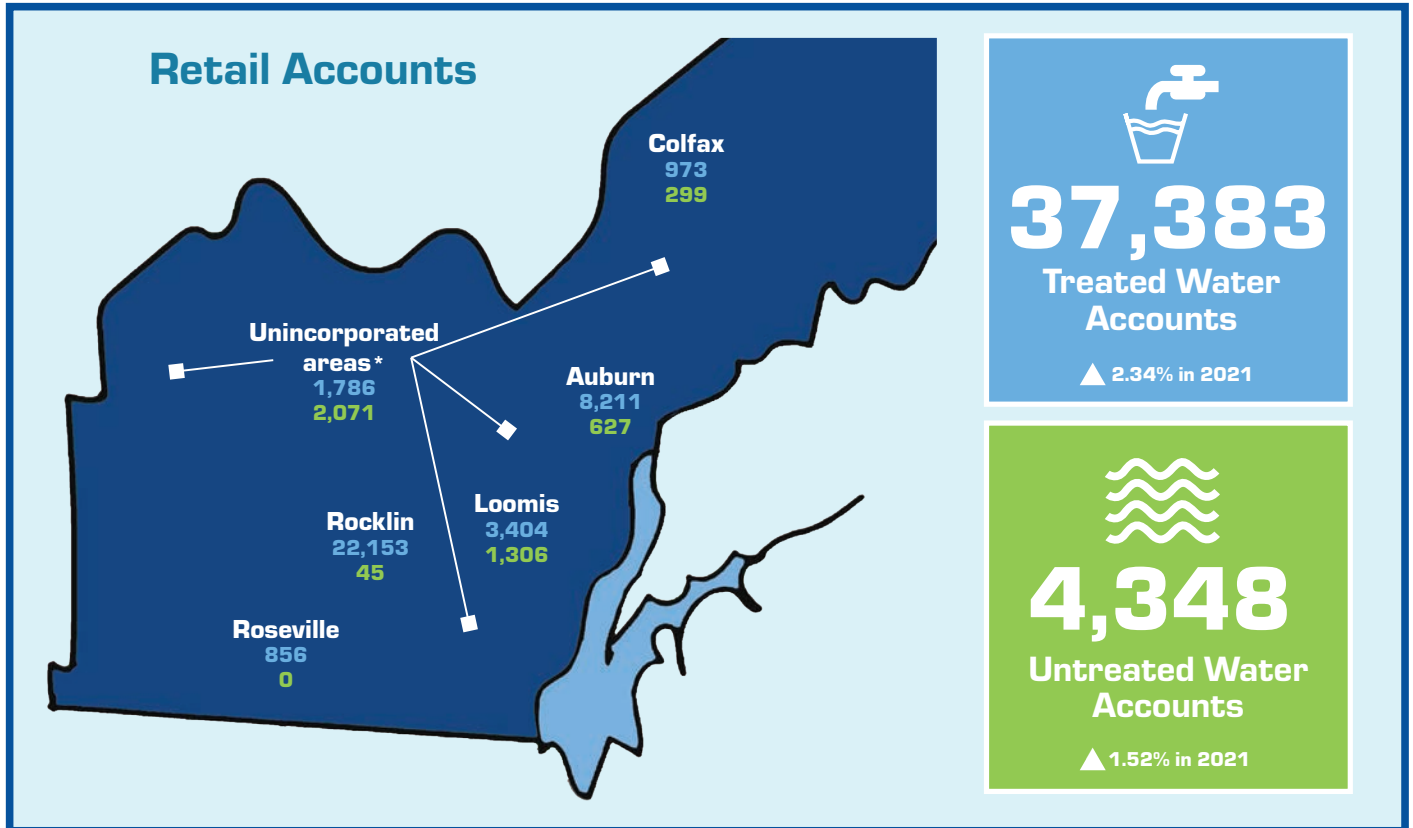 Retail Accounts
Colfax
973
299
Unincorporated
areas*
1,786
2,071
Auburn
8,211
627
Loomis
3,404
1,306
Rocklin
22,153
45
Roseville
856
0
37,383
Treated Water
Accounts
▲ 2.34% in 2021
4,348
Untreated Water
Accounts
▲ 1.52% in 2021